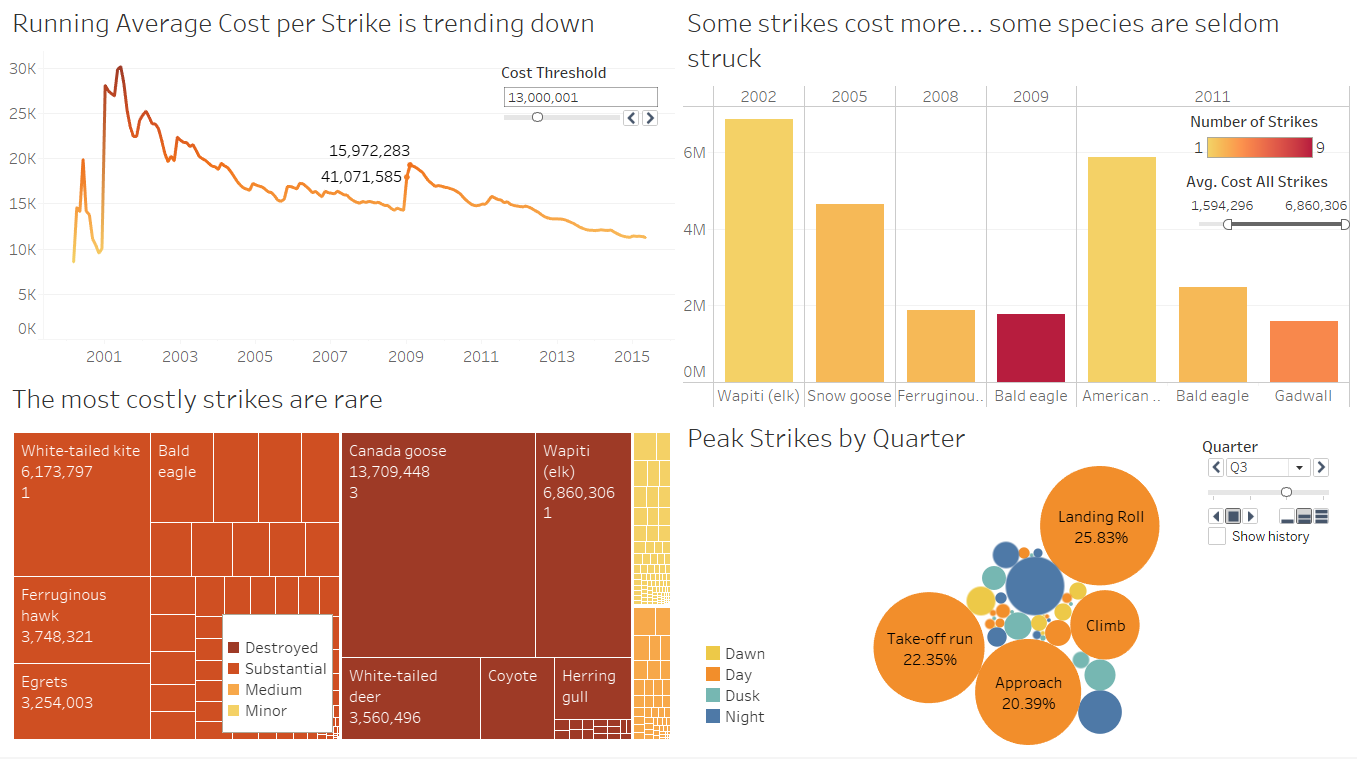 Running Average Cost per Strike is trending down
30K
25K
20K
15K
10K
5K
0K
Cost Threshold
13,000,001
15,972,283
41,071,585
2001
2003
2005
2007
2009
2011
2013
2015
Some strikes cost more... some species are seldom
struck
2002
2005
2008
2009
2011
6M
4M
2M
0M
Number of Strikes
1
9
Avg. Cost All Strikes
1,594,296
6,860,306
Wapiti (elk)
Snow goose
Ferruginou..
Bald eagle
American ..
Bald eagle
Gadwall
The most costly strikes are rare
White-tailed kite
6,173,797
1
Bald
eagle
Ferruginous
hawk
3,748,321
Egrets
3,254,003
Canada goose
13,709,448
3
Wapiti
(elk)
6,860,306
1
White-tailed
deer
3,560,496
Coyote
Herring
gull
Destroyed
Substantial
Medium
Minor
Peak Strikes by Quarter
Quarter
Q3
Show history
Landing Roll
25.83%
Climb
Take-off run
22.35%
Approach
20.39%
Dawn
Day
Dusk
Night